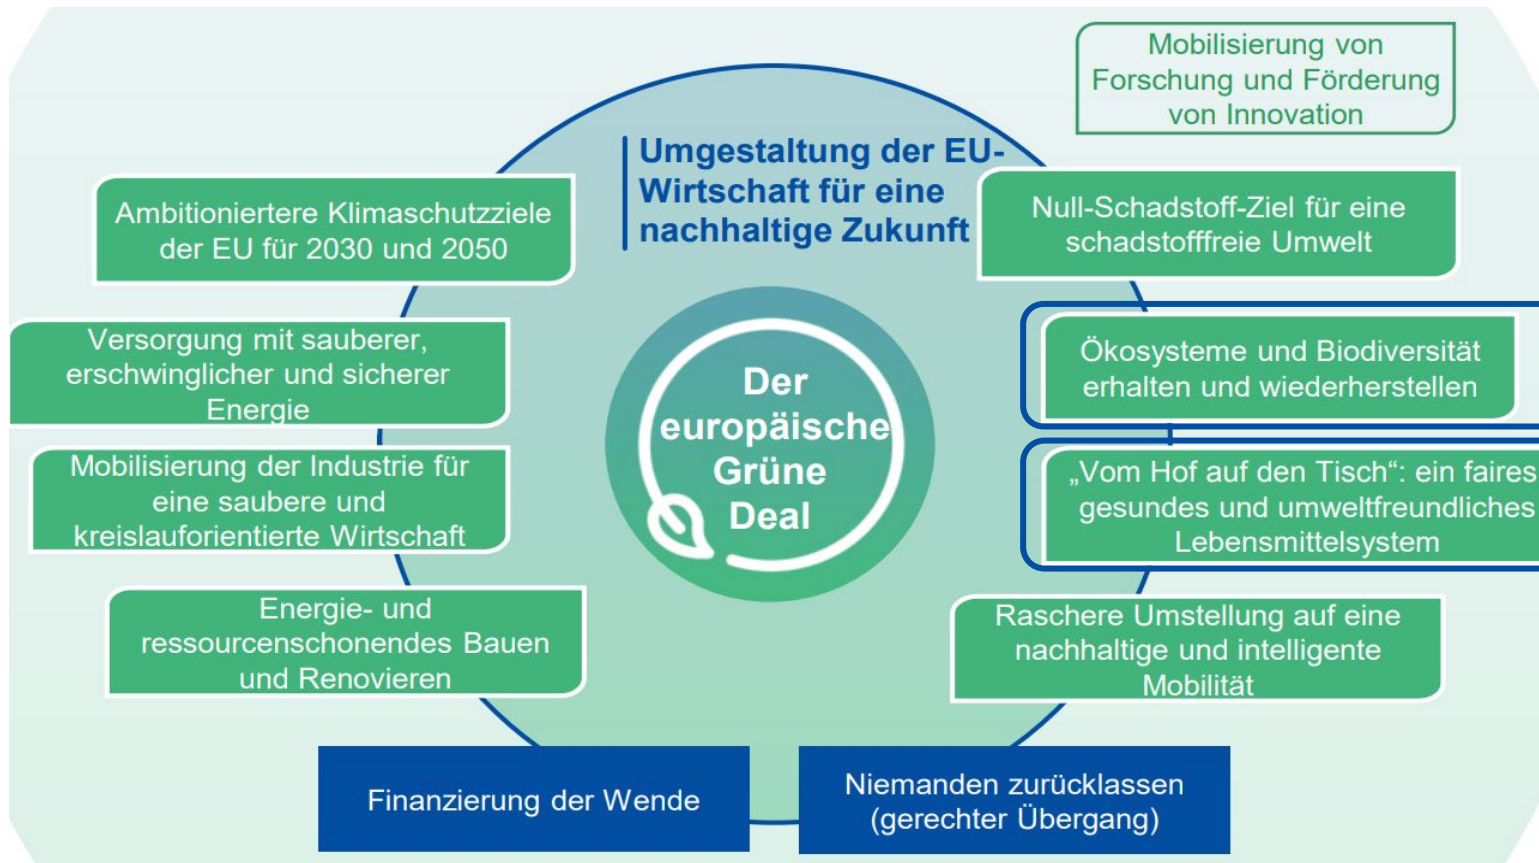 Mobilisierung von
Forschung und Förderung
von Innovation
Umgestaltung der EU-
Wirtschaft für eine
nachhaltige Zukunft
Ambitioniertere Klimaschutzziele
der EU für 2030 und 2050
Null-Schadstoff-Ziel für eine
schadstofffreie Umwelt
Versorgung mit sauberer,
erschwinglicher und sicherer
Energie
Ökosysteme und Biodiversität
erhalten und wiederherstellen
Der
europäische
Grüne
Deal
Mobilisierung der Industrie für
eine saubere und
kreislauforientierte Wirtschaft
„Vom Hof auf den Tisch“: ein faires
gesundes und umweltfreundliches
Lebensmittelsystem
Energie- und
ressourcenschonendes Bauen
und Renovieren
Raschere Umstellung auf eine
nachhaltige und intelligente
Mobilität
Finanzierung der Wende
Niemanden zurücklassen
(gerechter Übergang)